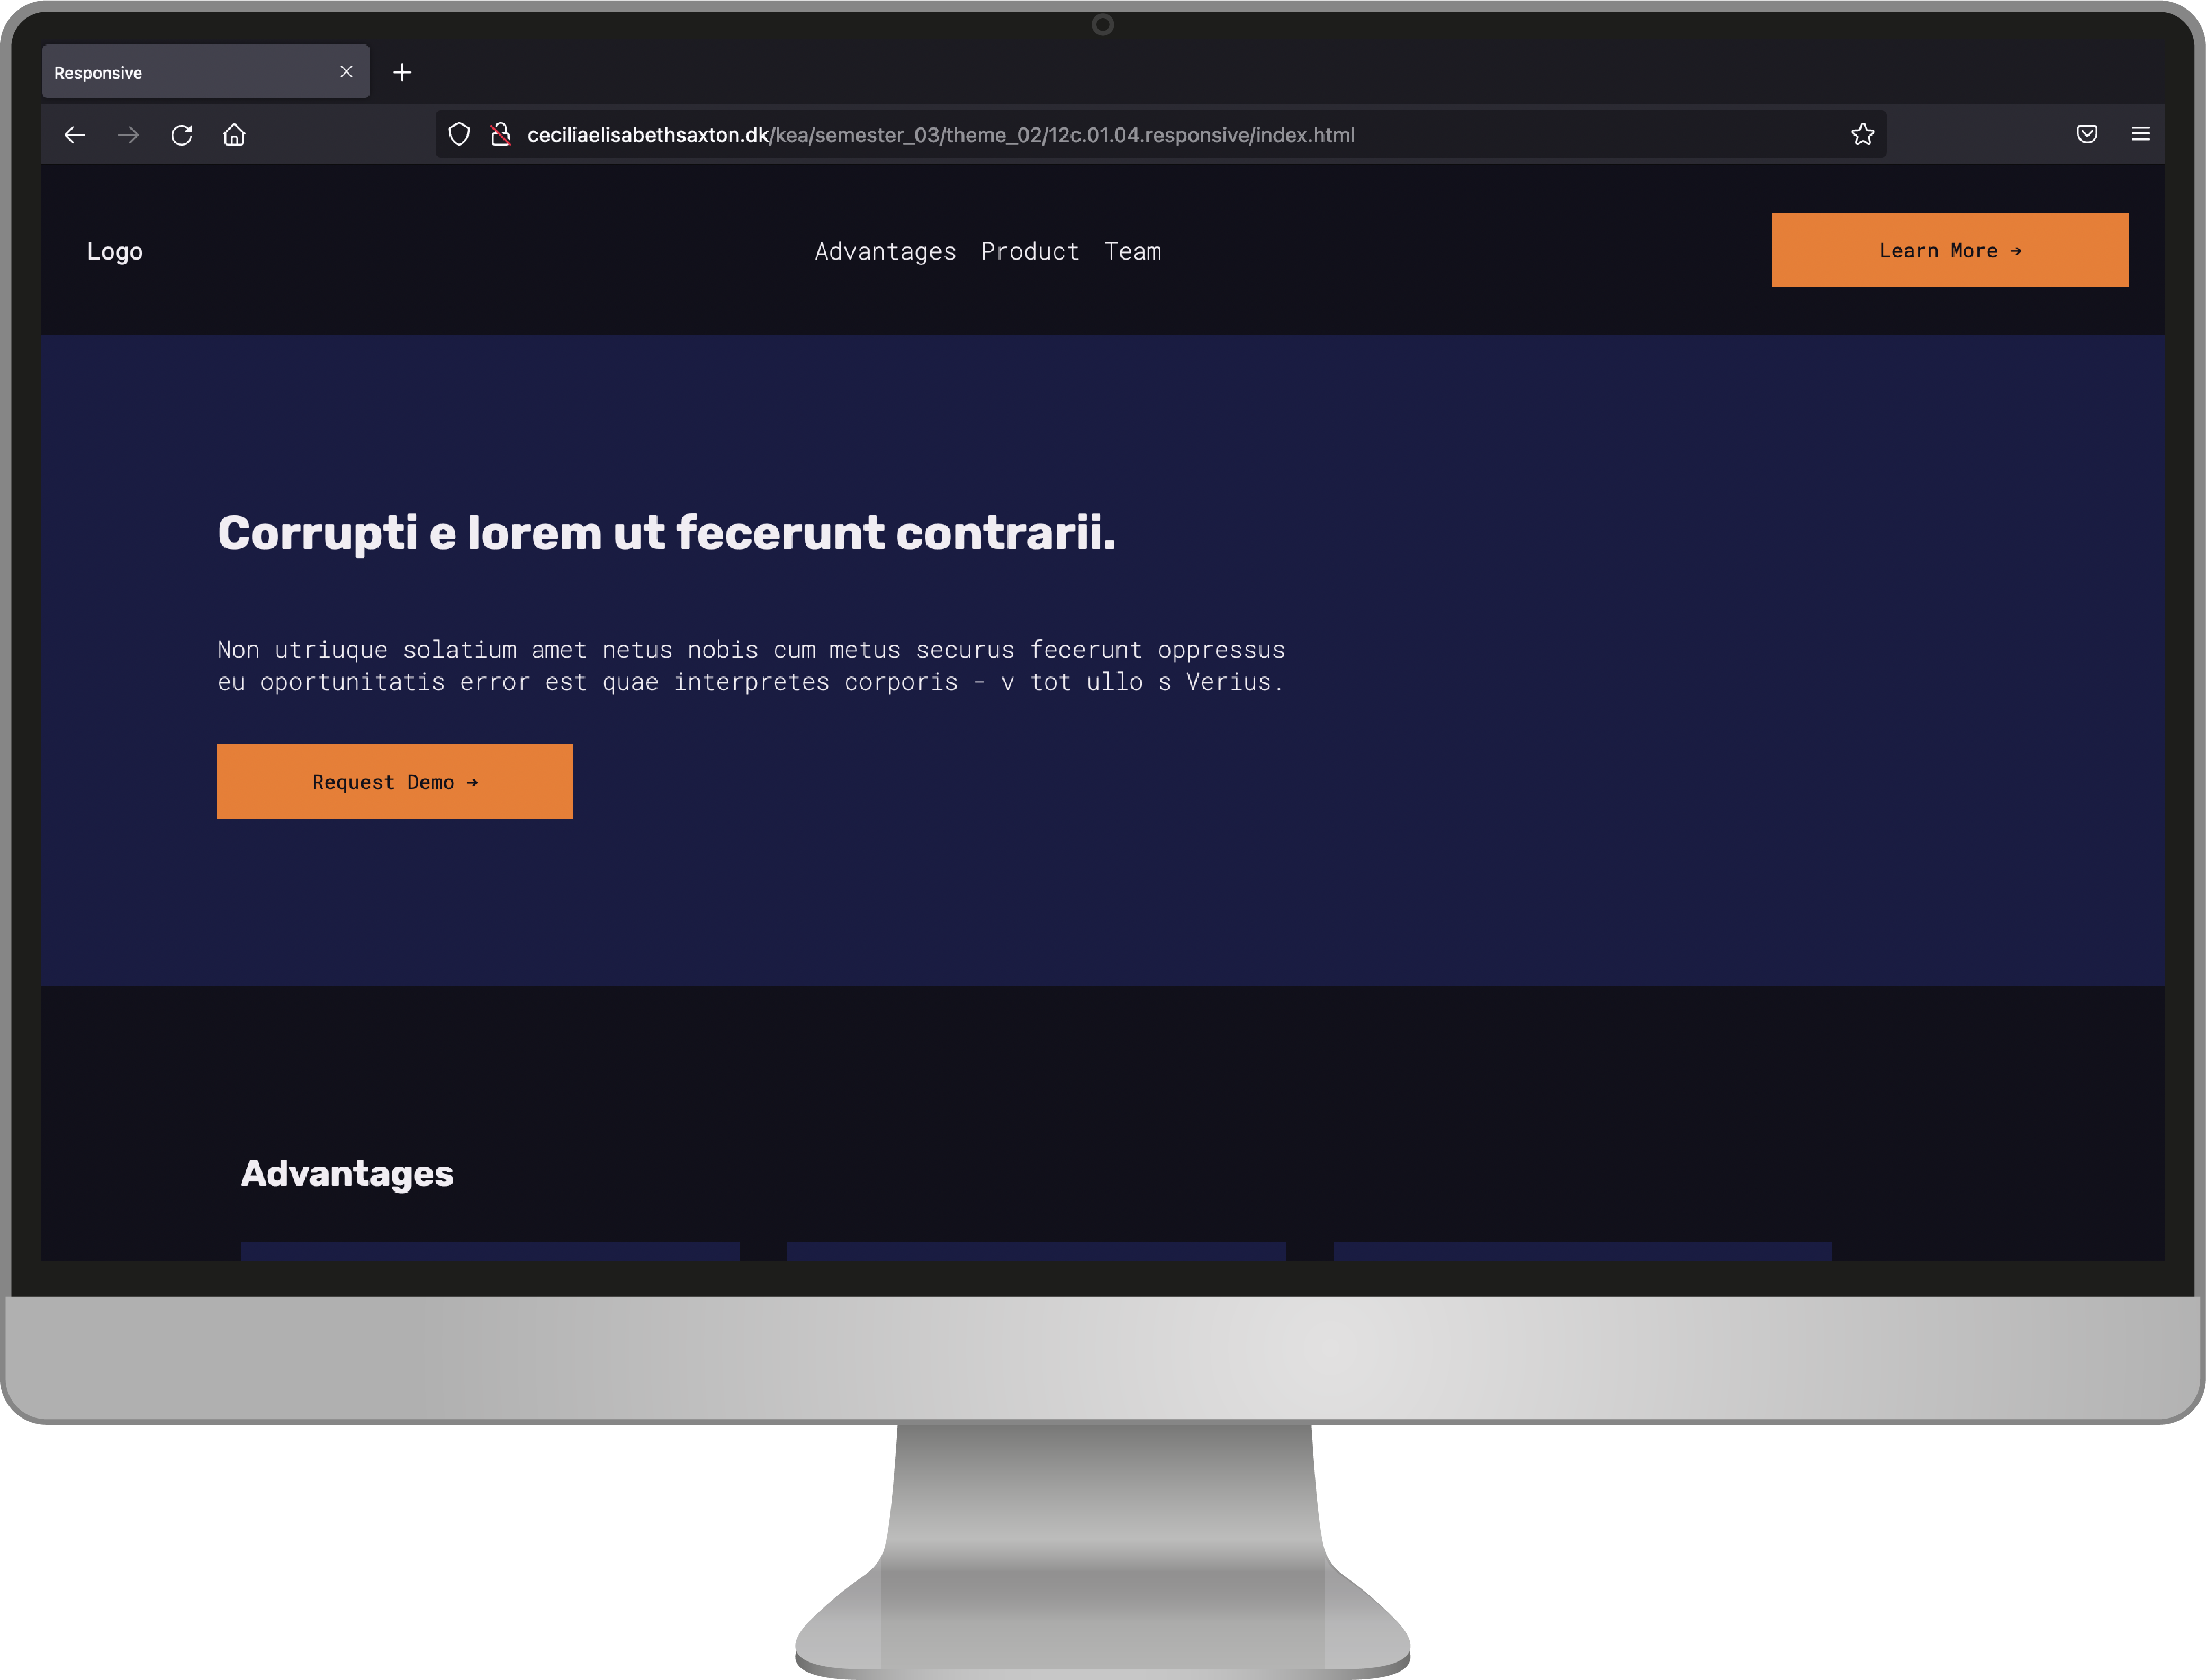 Responsive
ceciliaelisabethsaxton.dk/kea/semester_03/theme_02/12c.01.04.responsive/index.html
Logo
Advantages Product Team
Learn More →
Corrupti e lorem ut fecerunt contrarii.
Non utriuque solatium amet netus nobis cum metus securus fecerunt oppressus
eu oportunitatis error est quae interpretes corporis - v tot ullo s Verius.
Request Demo →
Advantages